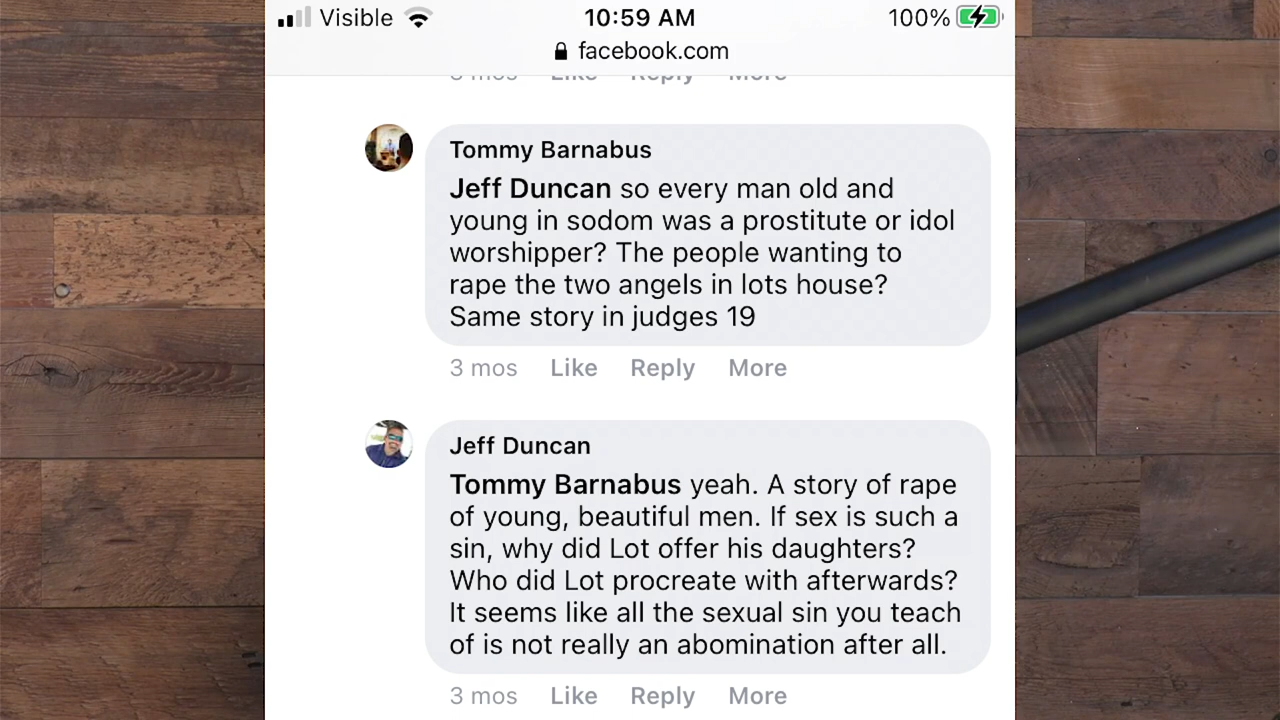 Visible 10:59 AM 100%
facebook.com
3 mos Like Reply More
Tommy Barnabus
Jeff Duncan so every man old and
young in sodom was a prostitute or idol
worshipper? The people wanting to
rape the two angels in lots house?
Same story in judges 19
3 mos Like Reply More
Jeff Duncan
Tommy Barnabus yeah. A story of rape
of young, beautiful men. If sex is such a
sin, why did Lot offer his daughters?
Who did Lot procreate with afterwards?
It seems like all the sexual sin you teach
of is not really an abomination after all.
3 mos Like Reply More